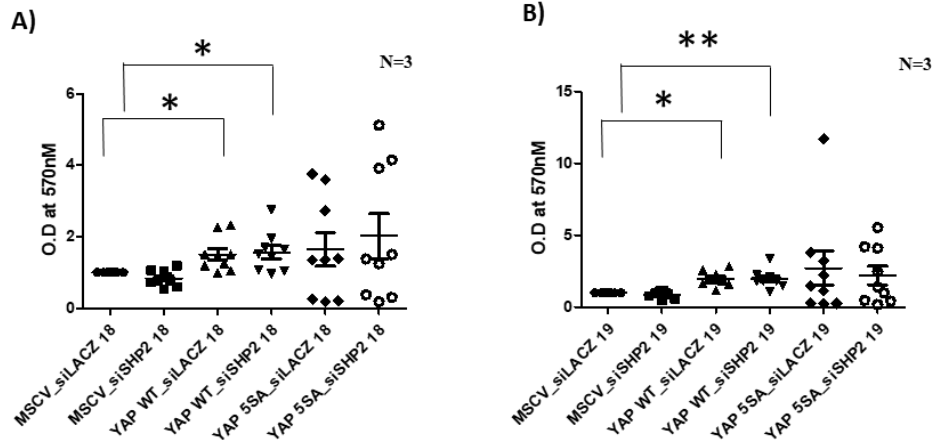 A)
*
*
N=3
O.D at 570nM
6
4
2
0
MSCV_siLACZ 18
MSCV_siSHP2 18
YAP WT_siLACZ 18
YAP WT_siSHP2 18
YAP 5SA_siLACZ 18
YAP 5SA_siSHP2 18
B)
**
*
N=3
O.D at 570nM
15
10
5
0
MSCV_siLACZ 19
MSCV_siSHP2 19
YAP WT_siLACZ 19
YAP WT_siSHP2 19
YAP 5SA_siLACZ 19
YAP 5SA_siSHP2 19